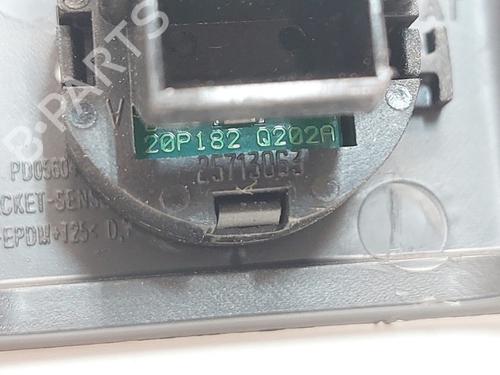 B-PARTS
V
20P182 Q202A
25713063
PD0560
CKET-SENS
-EPDM+T25< D